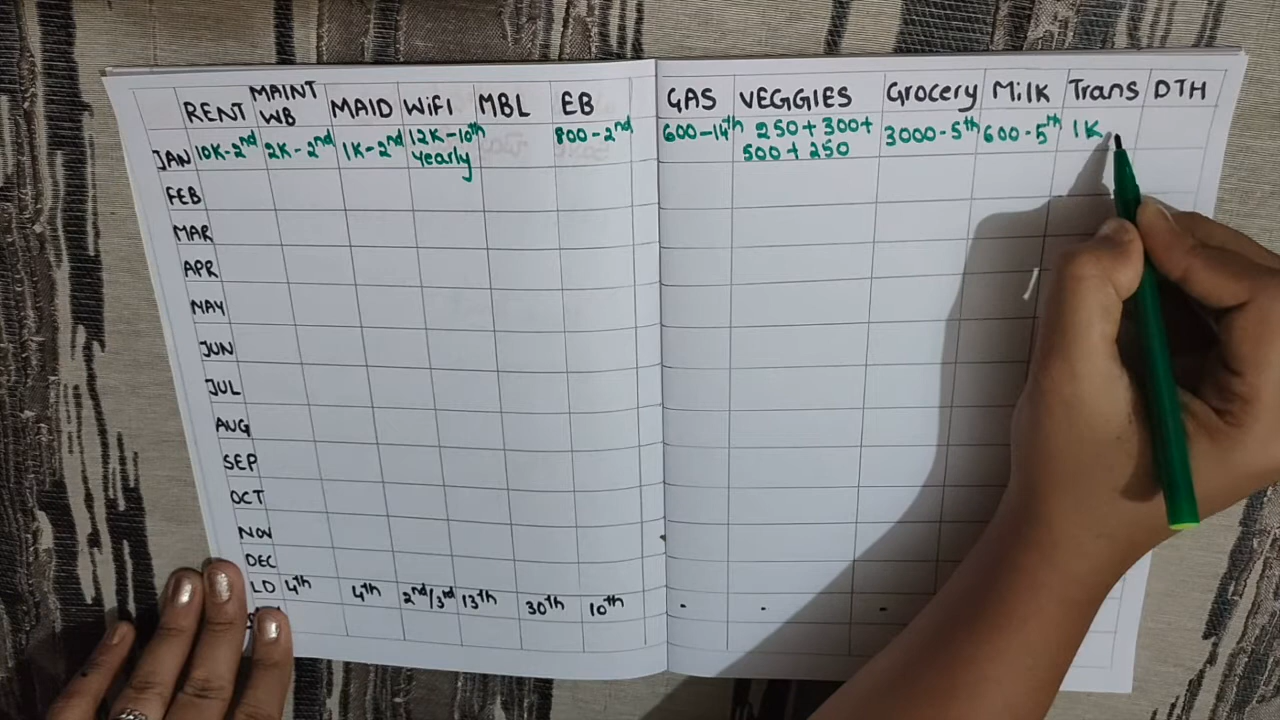 RENT MAINT WB MAID WiFi MBL EB GAS VEGGIES Grocery Milk Trans DTH
JAN 10K-2nd 2K-2nd 1K-2nd 12K-10th yearly 800-2nd 600-14th 250+300+ 500+250 3000-5th 600-5th 1K
FEB
MAR
APR
MAY
JUN
JUL
AUG
SEP
OCT
NOV
DEC
LD 4th 4th 2nd/3rd 13th 30th 10th - - -